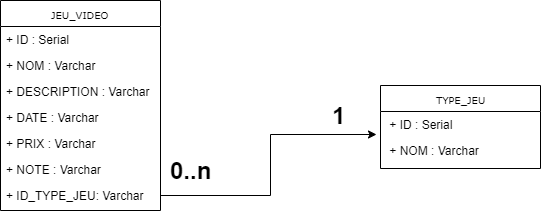 JEU_VIDEO
+ ID : Serial
+ NOM : Varchar
+ DESCRIPTION : Varchar
+ DATE : Varchar
+ PRIX : Varchar
+ NOTE : Varchar
+ ID_TYPE_JEU: Varchar
0..n
1
TYPE_JEU
+ ID : Serial
+ NOM : Varchar